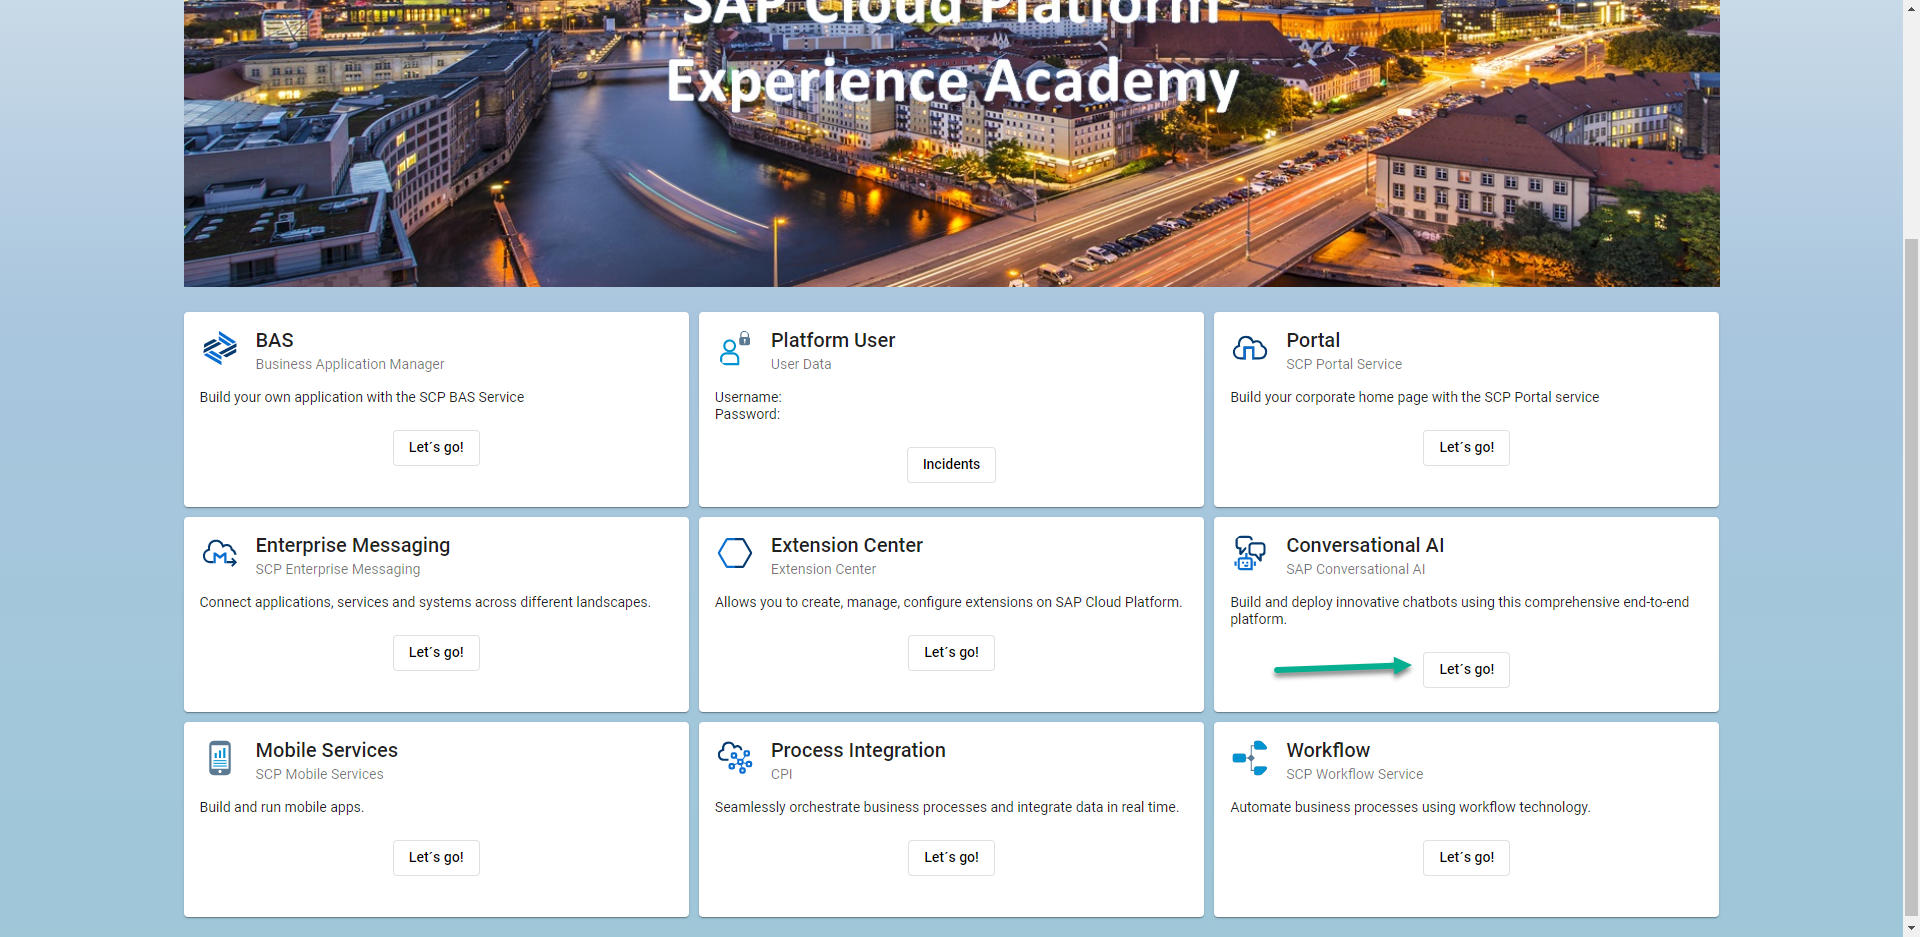 SAP Cloud Platform
Experience Academy
BAS
Business Application Manager
Build your own application with the SCP BAS Service
Let´s go!
Platform User
User Data
Username:
Password:
Incidents
Portal
SCP Portal Service
Build your corporate home page with the SCP Portal service
Let´s go!
Enterprise Messaging
SCP Enterprise Messaging
Connect applications, services and systems across different landscapes.
Let´s go!
Extension Center
Extension Center
Allows you to create, manage, configure extensions on SAP Cloud Platform.
Let´s go!
Conversational AI
SAP Conversational AI
Build and deploy innovative chatbots using this comprehensive end-to-end
platform.
Let´s go!
Mobile Services
SCP Mobile Services
Build and run mobile apps.
Let´s go!
Process Integration
CPI
Seamlessly orchestrate business processes and integrate data in real time.
Let´s go!
Workflow
SCP Workflow Service
Automate business processes using workflow technology.
Let´s go!